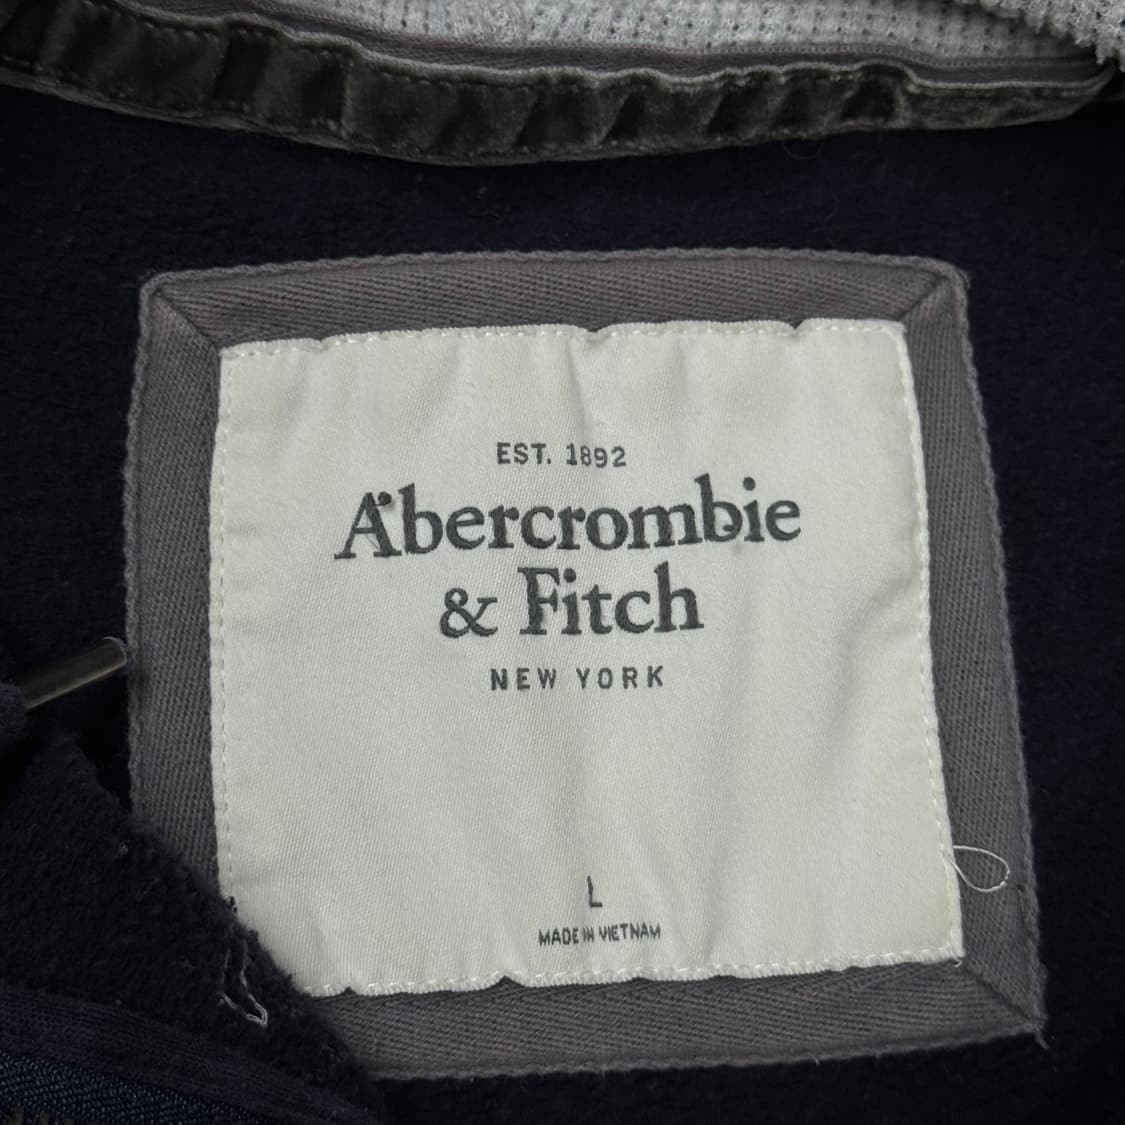 EST. 1892
Abercrombie
& Fitch
NEW YORK
L
MADE IN VIETNAM